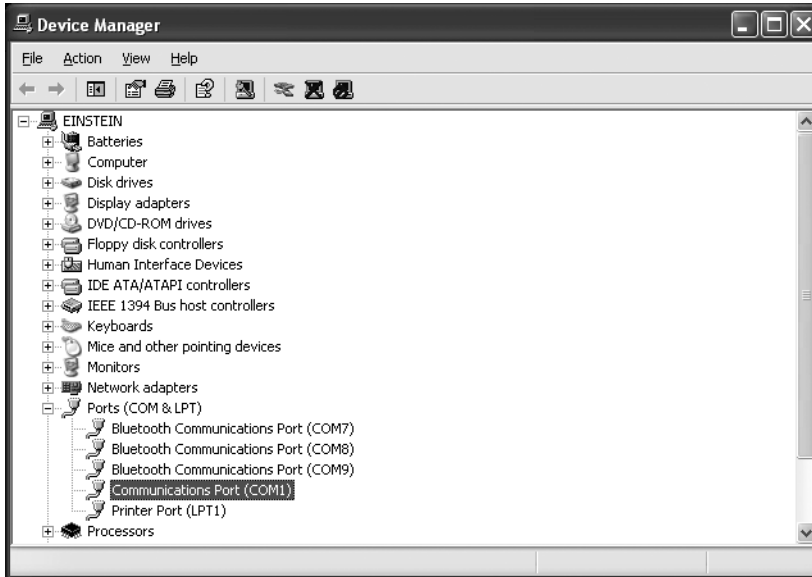 Device Manager
File Action View Help
EINSTEIN
Batteries
Computer
Disk drives
Display adapters
DVD/CD-ROM drives
Floppy disk controllers
Human Interface Devices
IDE ATA/ATAPI controllers
IEEE 1394 Bus host controllers
Keyboards
Mice and other pointing devices
Monitors
Network adapters
Ports (COM & LPT)
Bluetooth Communications Port (COM7)
Bluetooth Communications Port (COM8)
Bluetooth Communications Port (COM9)
Communications Port (COM1)
Printer Port (LPT1)
Processors